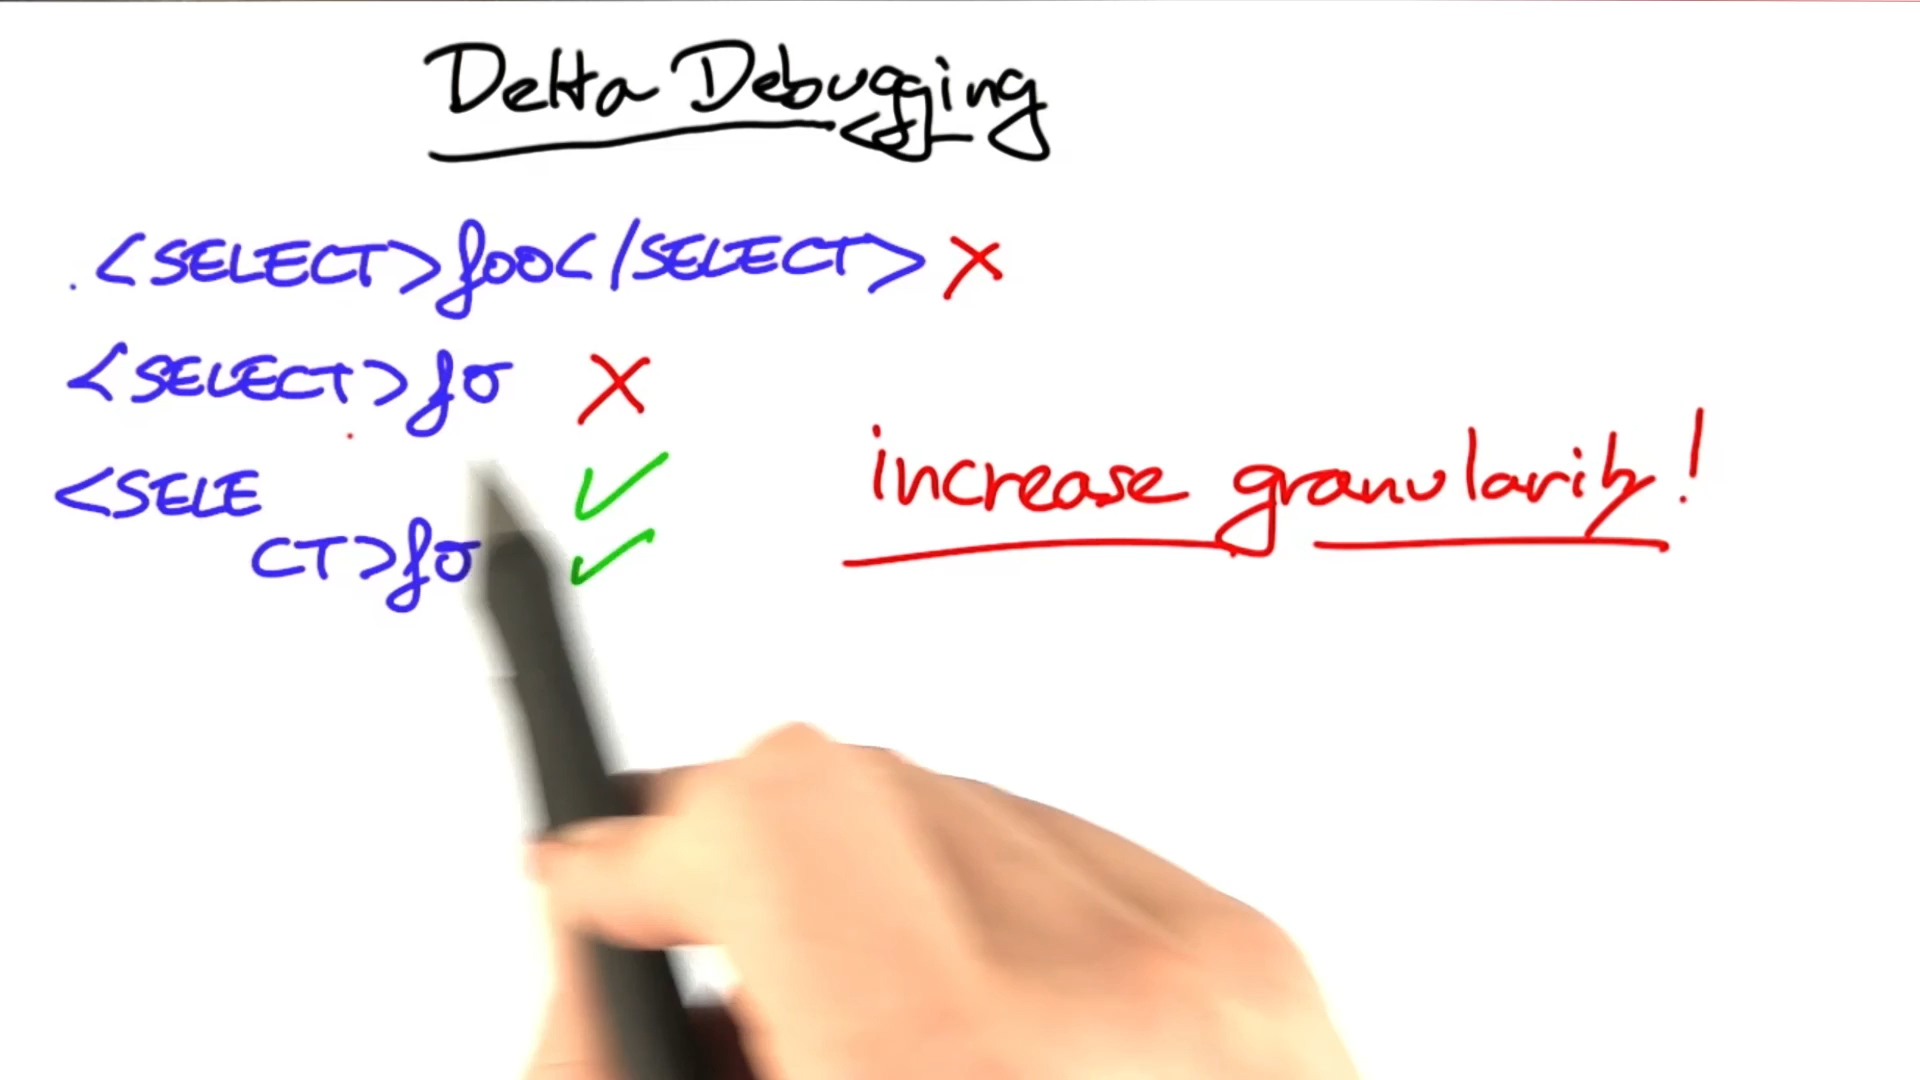 Delta Debugging
<SELECT>foo</SELECT> X
<SELECT>fo X
<SELE ✓
CT>fo ✓
increase granularity!